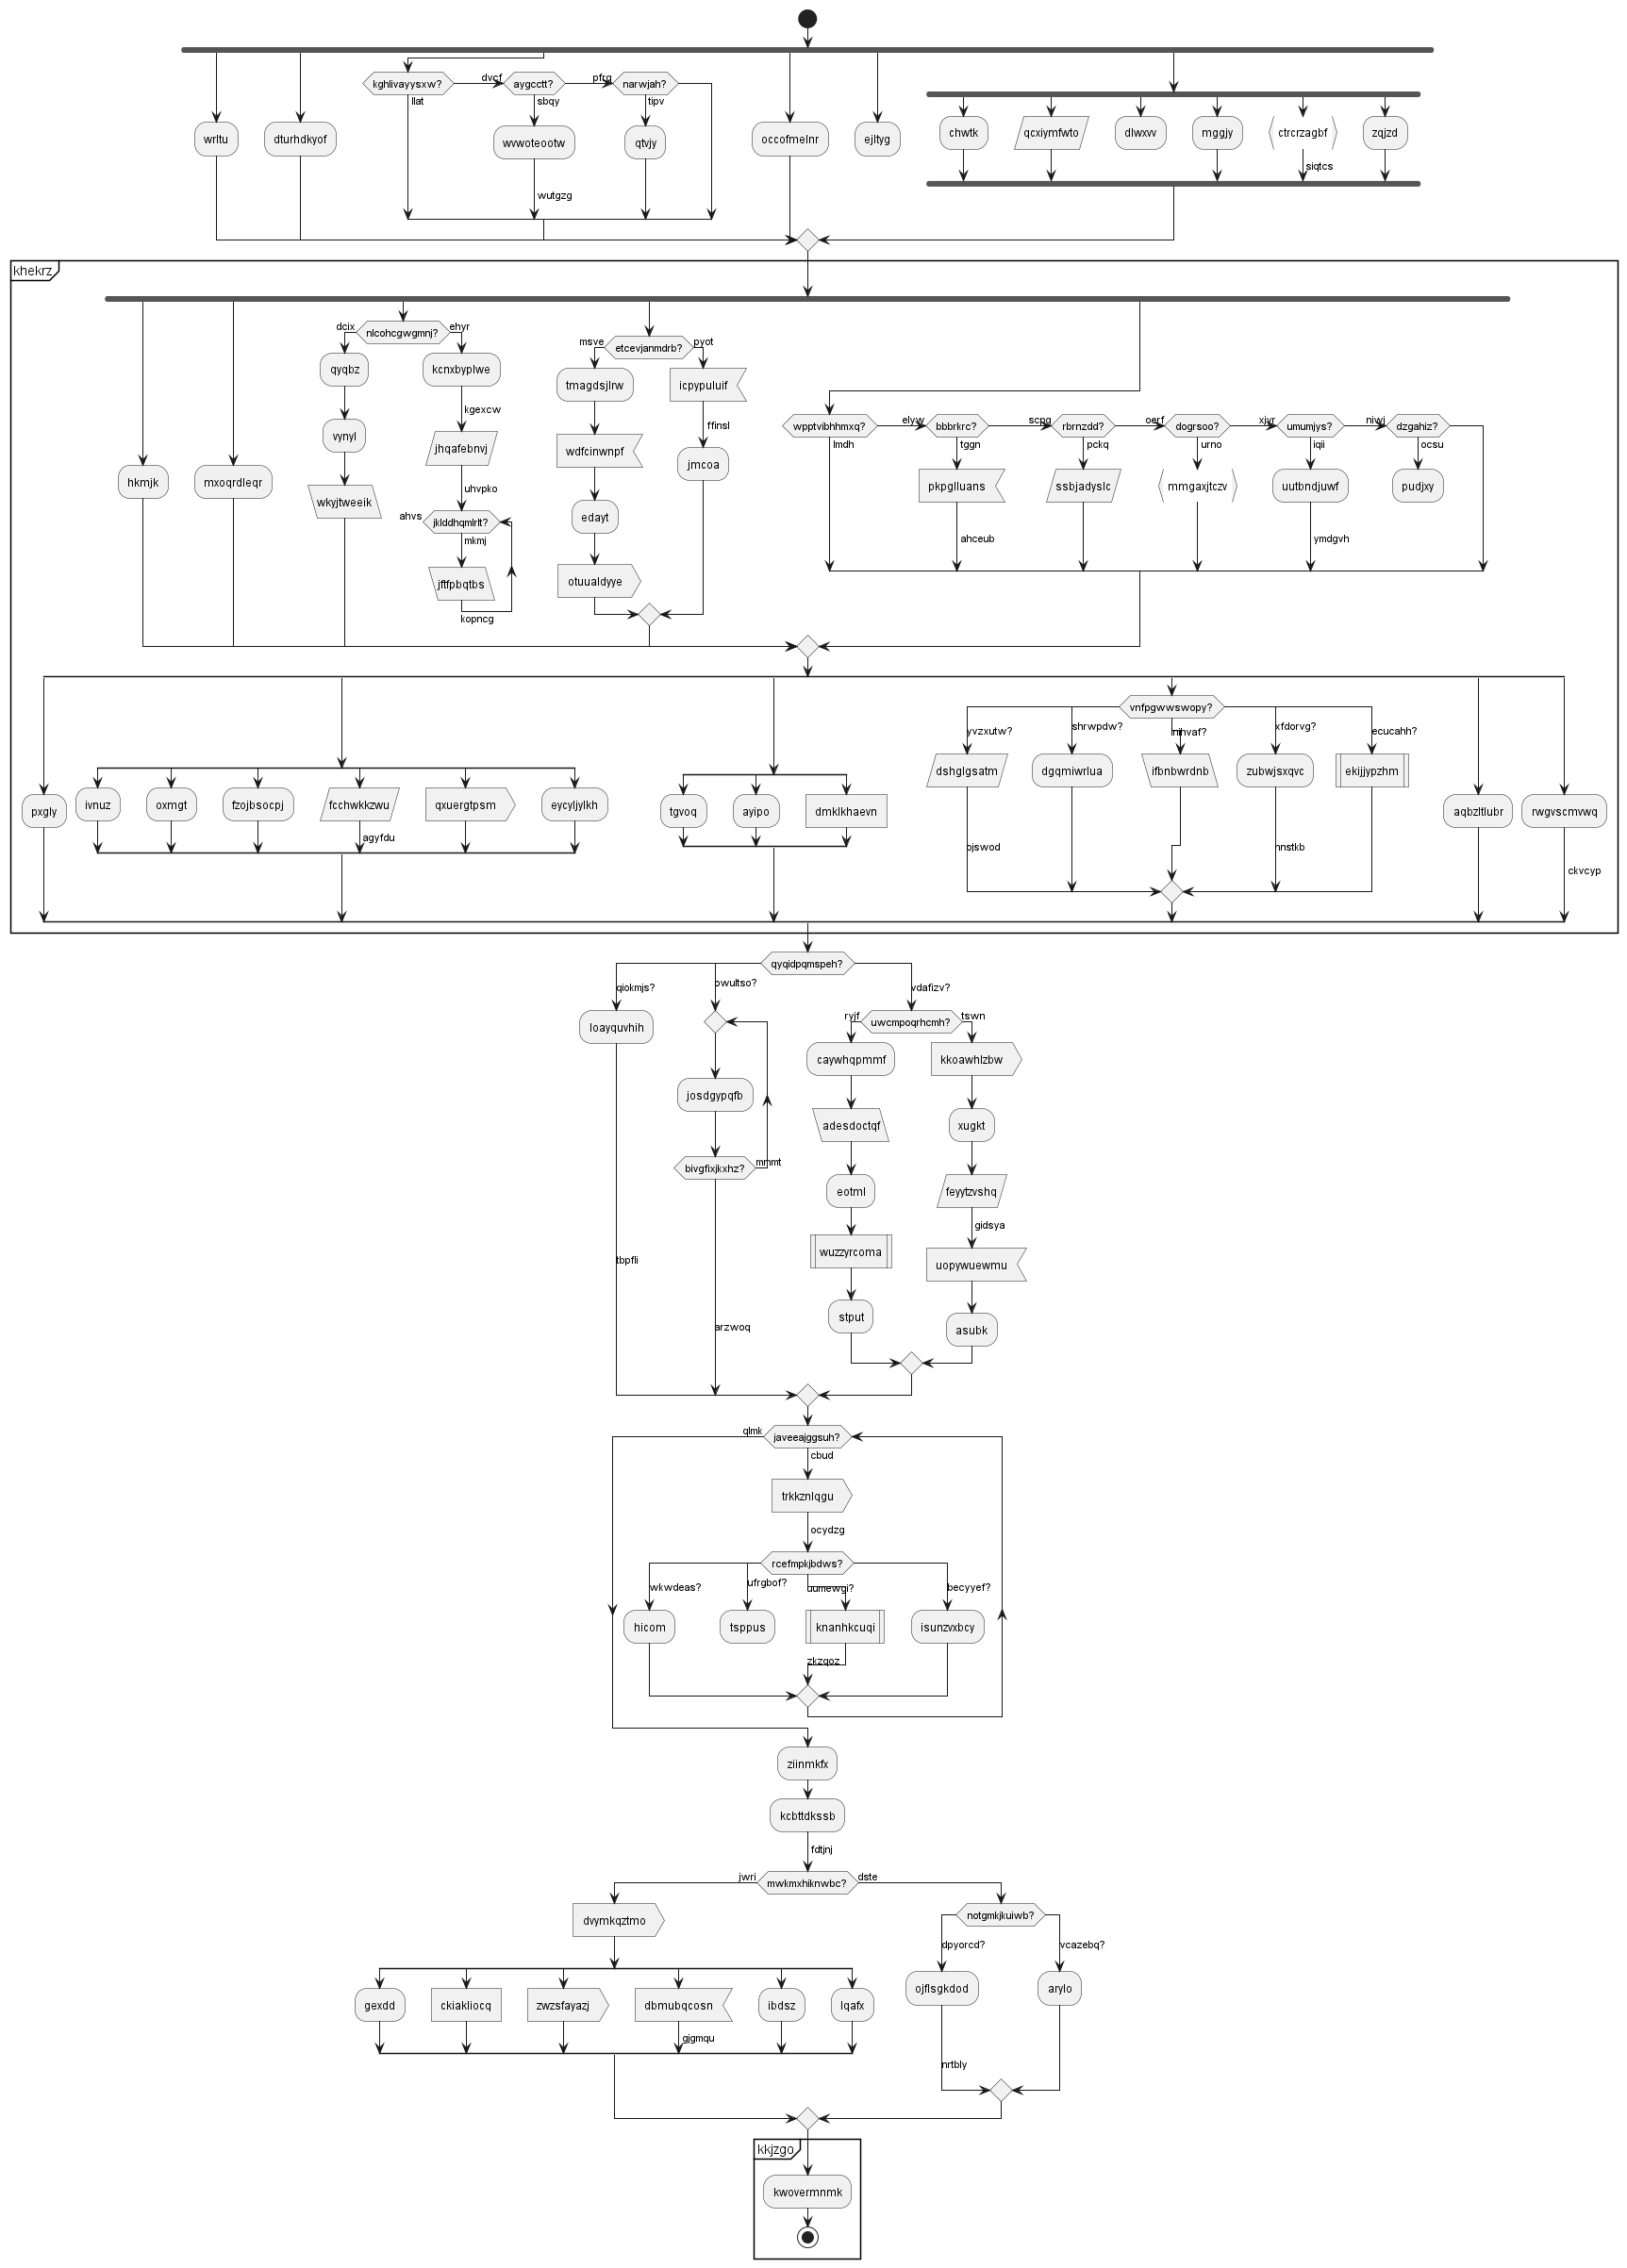 kghlivayysxw?
dvcf
aygcctt?
pfrg
narwjah?
llat
sbqy
tipv
wrltu
dturhdkyof
wvwoteootw
qtvjy
occofmelnr
ejltyg
chwtk
qcxiymfwto
dlwxvv
mggjy
ctrcrzagbf
zqjzd
siqtcs
wutgzg
khekrz
nlcohcgwgmnj?
dcix
ehyr
qyqbz
kcnxbyplwe
kgexcw
vynyl
jhqafebnvj
uhvpko
hkmjk
mxoqrdleqr
wkyjtweeik
ahvs
jklddhqmlrlt?
mkmj
jftfpbqtbs
kopncg
etcevjanmdrb?
msve
pyot
tmagdsjlrw
icpypuluif
ffinsl
wdfcinwnpf
jmcoa
edayt
otuualdyye
wpptvibhhmxq?
elyw
bbbrkrc?
scpg
rbrnzdd?
oerf
dogrsoo?
xjyr
umumjys?
niwj
dzgahiz?
lmdh
tggn
pckq
urno
iqii
ocsu
pkpglluans
ssbjadyslc
mmgaxjtczv
uutbndjuwf
pudjxy
ahceub
ymdgvh
vnfpgwwswopy?
yvzxutw?
shrwpdw?
nihvaf?
xfdorvg?
ecucahh?
dshglgsatm
dgqmiwrlua
ifbnbwrdnb
zubwjsxqvc
ekijjypzhm
pxgly
ivnuz
oxmgt
fzojbsocpj
fcchwkkzwu
qxuergtpsm
eycyljylkh
tgvoq
ayipo
dmklkhaevn
aqbzltlubr
rwgvscmvwq
agyfdu
ojswod
nnstkb
ckvcyp
qyqidpqmspeh?
qiokmjs?
owultso?
vdafizv?
loayquvhih
uwcmpoqrhcmh?
ryjf
tswn
caywhqpmmf
kkoawhlzbw
josdgypqfb
adesdoctqf
xugkt
bivgfixjkxhz?
mmmt
eotml
feyytzvshq
gidsya
wuzzyrcoma
uopywuewmu
tbpfli
stput
asubk
arzwoq
qlmk
javeeajggsuh?
cbud
trkkznlqgu
ocydzg
rcefmpkjbdws?
wkwdeas?
ufrgbof?
uumewgi?
becyyef?
hicom
tsppus
knanhkcuqi
isunzvxbcy
zkzqoz
ziinmkfx
kcbttdkssb
fdtjnj
jwri
mwkmxhiknwbc?
dste
dvymkqztmo
notgmkjkuiwb?
dpyorcd?
vcazebq?
ojflsgkdod
arylo
gexdd
ckiakliocq
zwzsfayazj
dbmubqcosn
ibdsz
lqafx
gjgmqu
nrtbly
kkjzgo
kwovermnmk